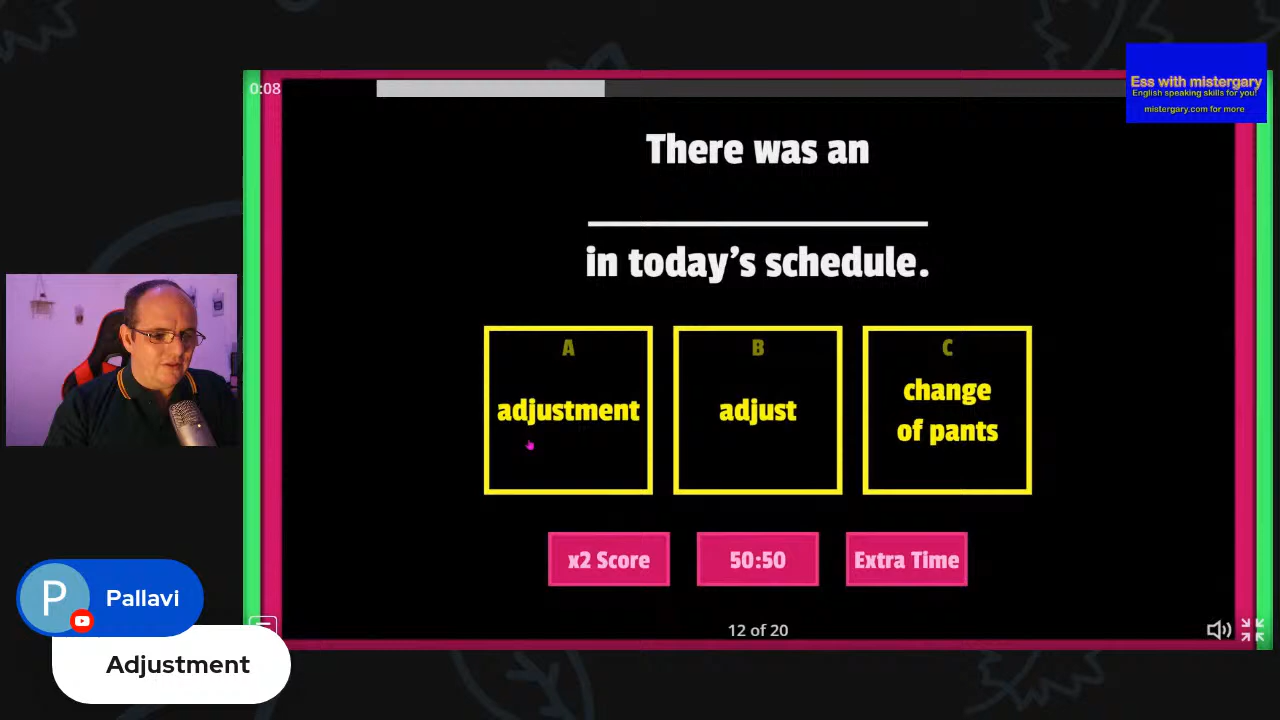 0:08
Ess with mistergary
English speaking skills for you!
mistergary.com for more
There was an
in today's schedule.
A
adjustment
B
adjust
C
change
of pants
x2 Score
50:50
Extra Time
12 of 20
P
Pallavi
Adjustment